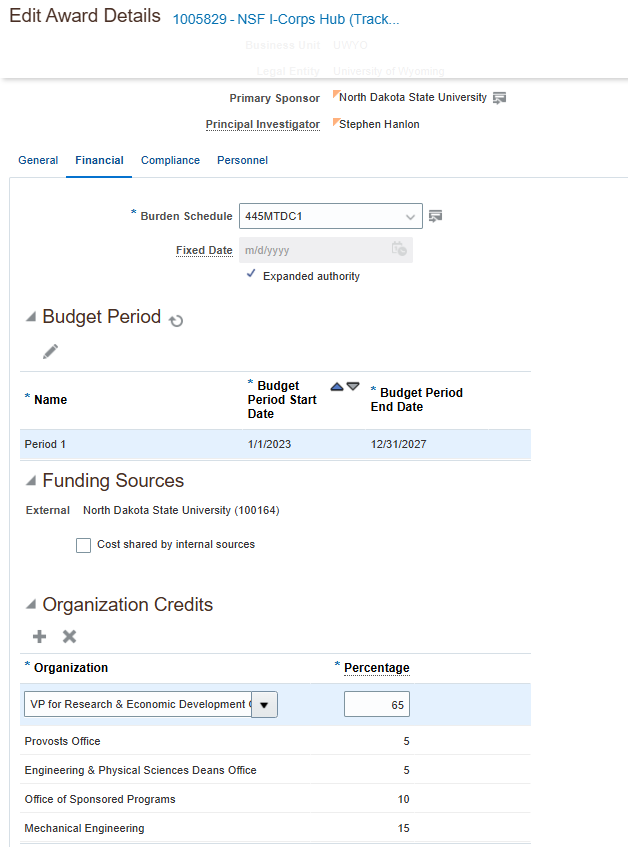 Edit Award Details 1005829 - NSF I-Corps Hub (Track...
Business Unit UWYO
Legal Entity University of Wyoming
Primary Sponsor North Dakota State University
Principal Investigator Stephen Hanlon
General Financial Compliance Personnel
* Burden Schedule 445MTDC1
Fixed Date m/d/yyyy
Expanded authority
Budget Period
* Name
* Budget Period Start Date
* Budget Period End Date
Period 1 1/1/2023 12/31/2027
Funding Sources
External North Dakota State University (100164)
Cost shared by internal sources
Organization Credits
* Organization * Percentage
VP for Research & Economic Development 65
Provosts Office 5
Engineering & Physical Sciences Deans Office 5
Office of Sponsored Programs 10
Mechanical Engineering 15